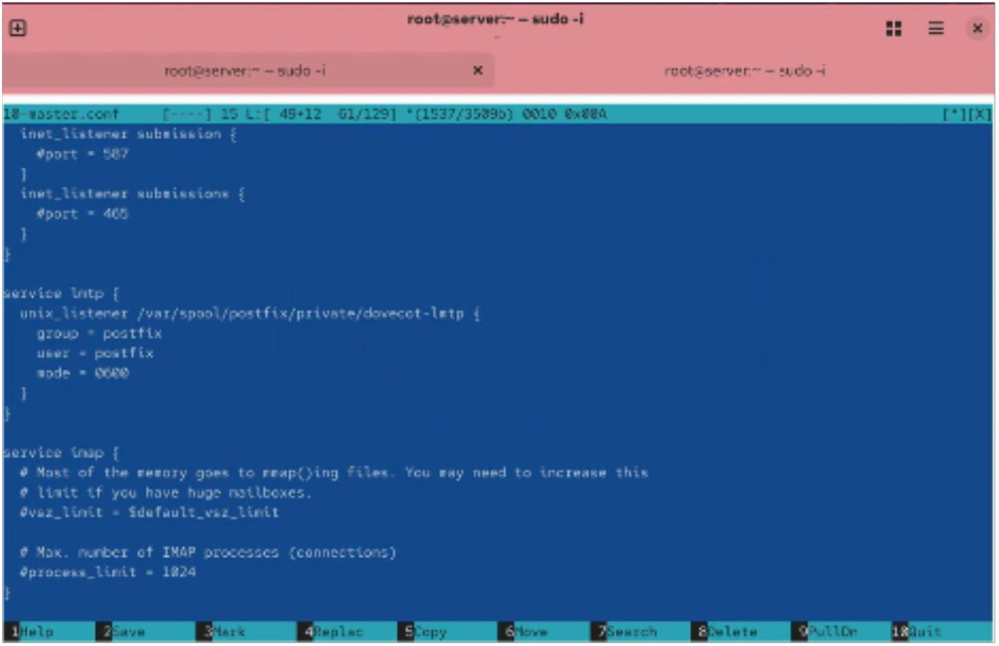 root@server:~ — sudo -i
root@server:~ — sudo -i
root@server:~ — sudo -i
10-master.conf [----] 15 L:[ 49+12 61/129] *(1537/3509b) 0010 0x00A [*][X]
inet_listener submission {
#port = 587
}
inet_listener submissions {
#port = 465
}
}
service lmtp {
unix_listener /var/spool/postfix/private/dovecot-lmtp {
group = postfix
user = postfix
mode = 0600
}
}
service imap {
# Most of the memory goes to mmap()ing files. You may need to increase this
# limit if you have huge mailboxes.
#vsz_limit = $default_vsz_limit
# Max. number of IMAP processes (connections)
#process_limit = 1024
}
1Help 2Save 3Mark 4Replac 5Copy 6Move 7Search 8Delete 9PullDn 10Quit